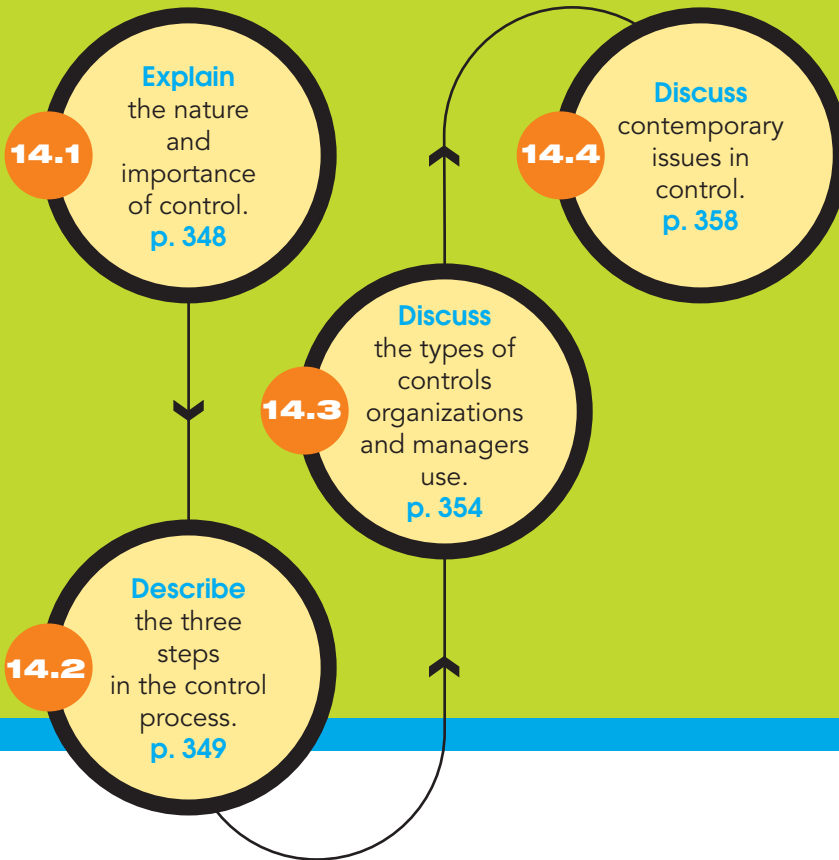 14.1
Explain
the nature
and
importance
of control.
p. 348
14.2
Describe
the three
steps
in the control
process.
p. 349
14.3
Discuss
the types of
controls
organizations
and managers
use.
p. 354
14.4
Discuss
contemporary
issues in
control.
p. 358